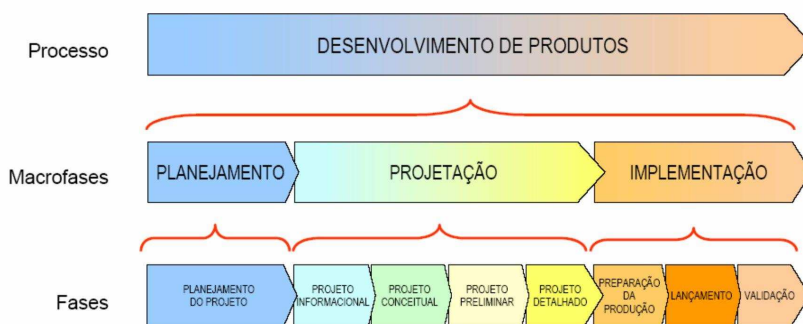 Processo
DESENVOLVIMENTO DE PRODUTOS
Macrofases
PLANEJAMENTO
PROJETAÇÃO
IMPLEMENTAÇÃO
Fases
PLANEJAMENTO
DO PROJETO
PROJETO
INFORMACIONAL
PROJETO
CONCEITUAL
PROJETO
PRELIMINAR
PROJETO
DETALHADO
PREPARAÇÃO
DA
PRODUÇÃO
LANÇAMENTO
VALIDAÇÃO